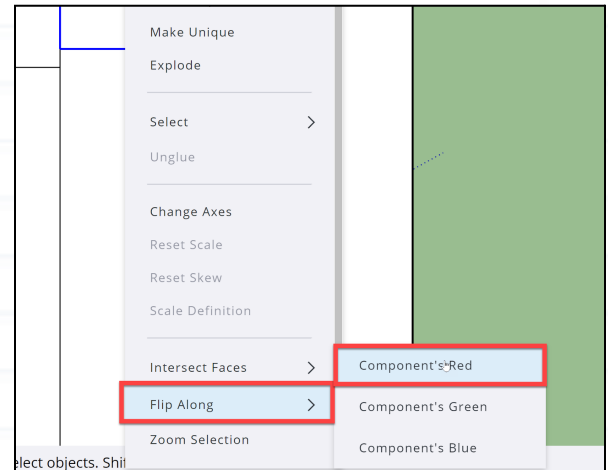 Make Unique
Explode
Select
Unglue
Change Axes
Reset Scale
Reset Skew
Scale Definition
Intersect Faces
Component's Red
Flip Along
Component's Green
Zoom Selection
Component's Blue
elect objects. Shif